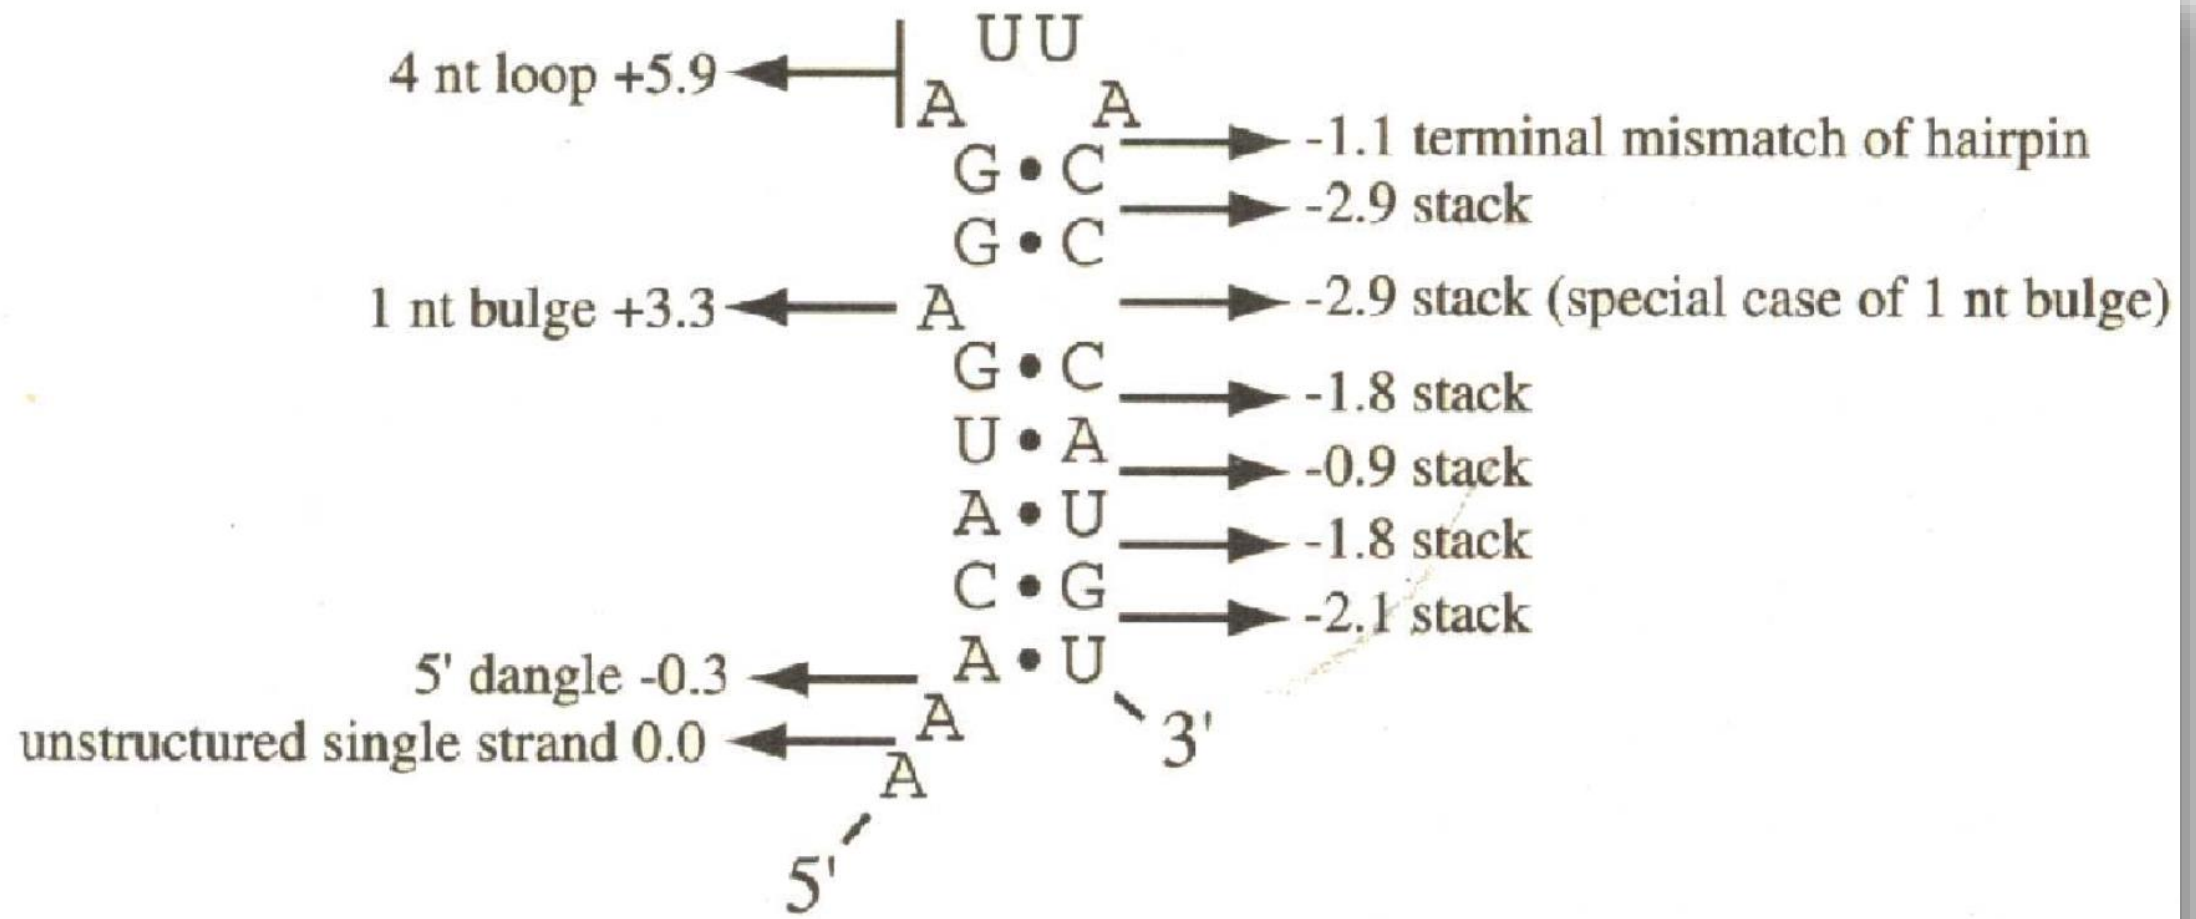 U U
4 nt loop +5.9
A A
-1.1 terminal mismatch of hairpin
G • C
-2.9 stack
G • C
1 nt bulge +3.3
A
-2.9 stack (special case of 1 nt bulge)
G • C
-1.8 stack
U • A
-0.9 stack
A • U
-1.8 stack
C • G
-2.1 stack
A • U
5' dangle -0.3
A
unstructured single strand 0.0
A
3'
5'